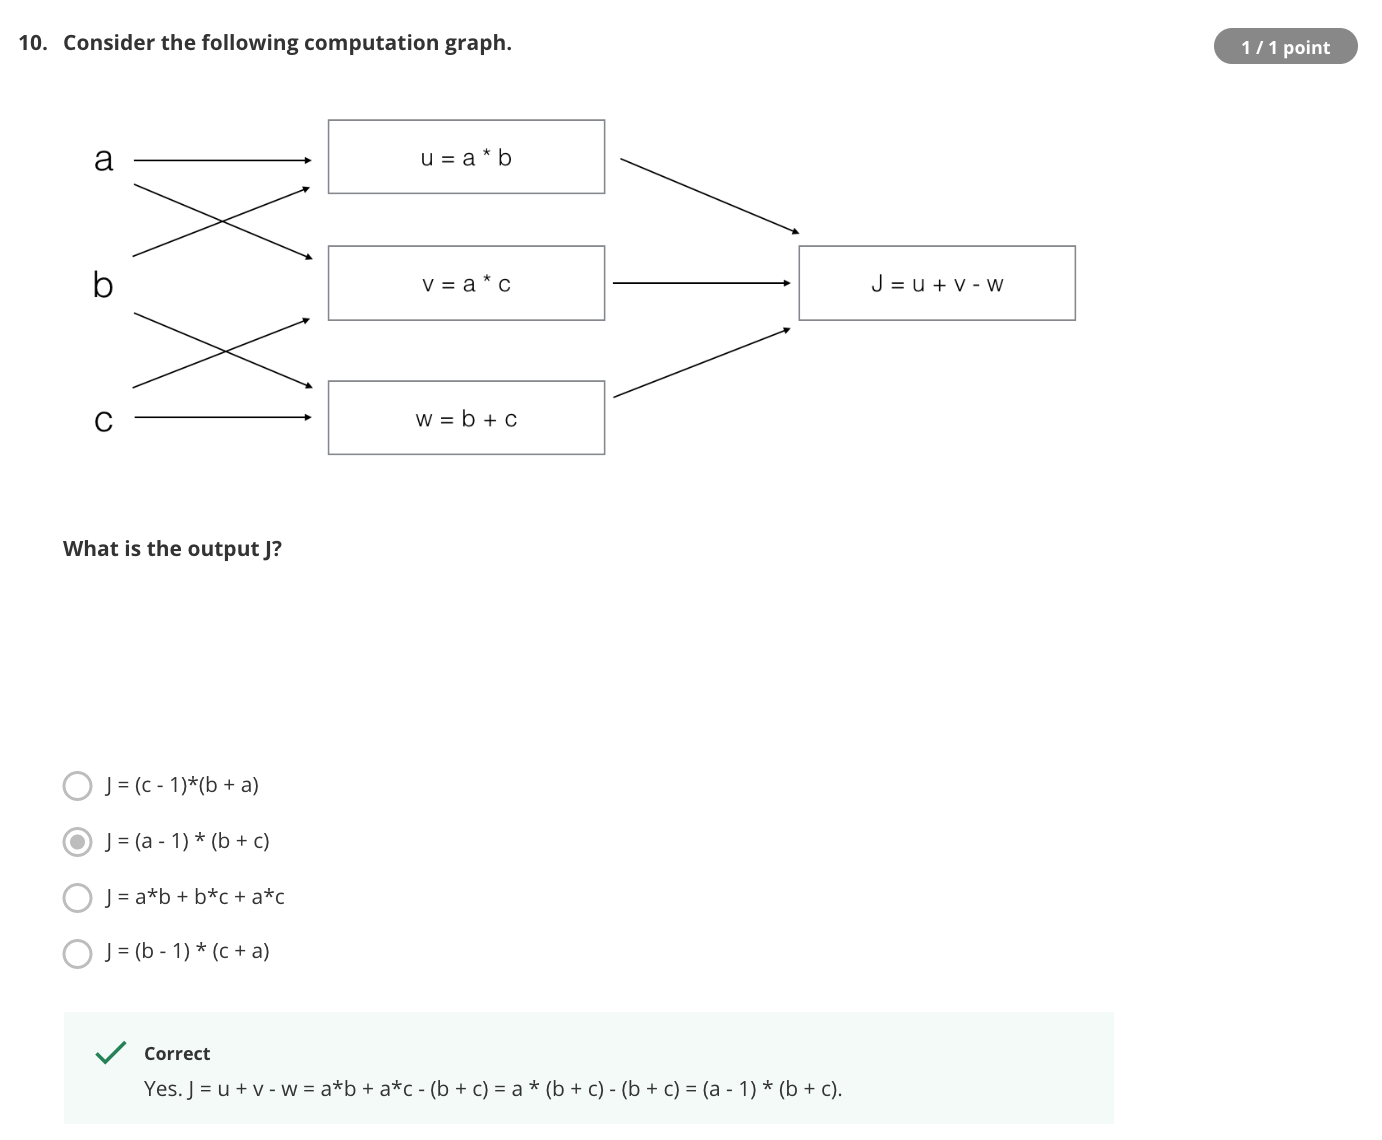 10. Consider the following computation graph.
1 / 1 point
a
u = a * b
b
v = a * c
J = u + v - w
c
w = b + c
What is the output J?
J = (c - 1)*(b + a)
J = (a - 1) * (b + c)
J = a*b + b*c + a*c
J = (b - 1) * (c + a)
Correct
Yes. J = u + v - w = a*b + a*c - (b + c) = a * (b + c) - (b + c) = (a - 1) * (b + c).